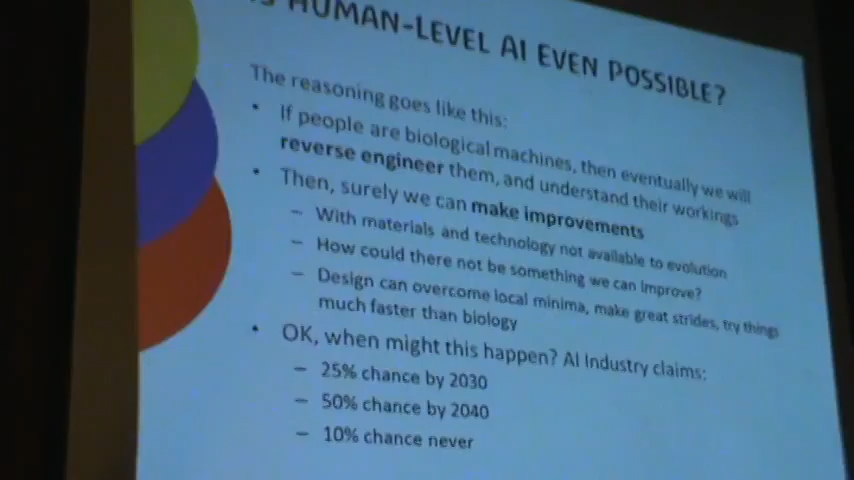 IS HUMAN-LEVEL AI EVEN POSSIBLE?
The reasoning goes like this:
• If people are biological machines, then eventually we will
reverse engineer them, and understand their workings
• Then, surely we can make improvements
– With materials and technology not available to evolution
– How could there not be something we can improve?
– Design can overcome local minima, make great strides, try things
much faster than biology
• OK, when might this happen? AI Industry claims:
– 25% chance by 2030
– 50% chance by 2040
– 10% chance never